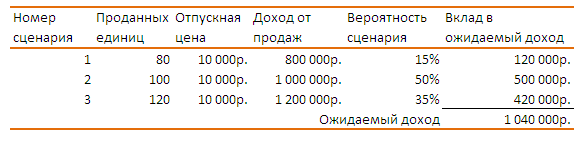 Номер сценария Проданных единиц Отпускная цена Доход от продаж Вероятность сценария Вклад в ожидаемый доход
1 80 10 000р. 800 000р. 15% 120 000р.
2 100 10 000р. 1 000 000р. 50% 500 000р.
3 120 10 000р. 1 200 000р. 35% 420 000р.
Ожидаемый доход 1 040 000р.